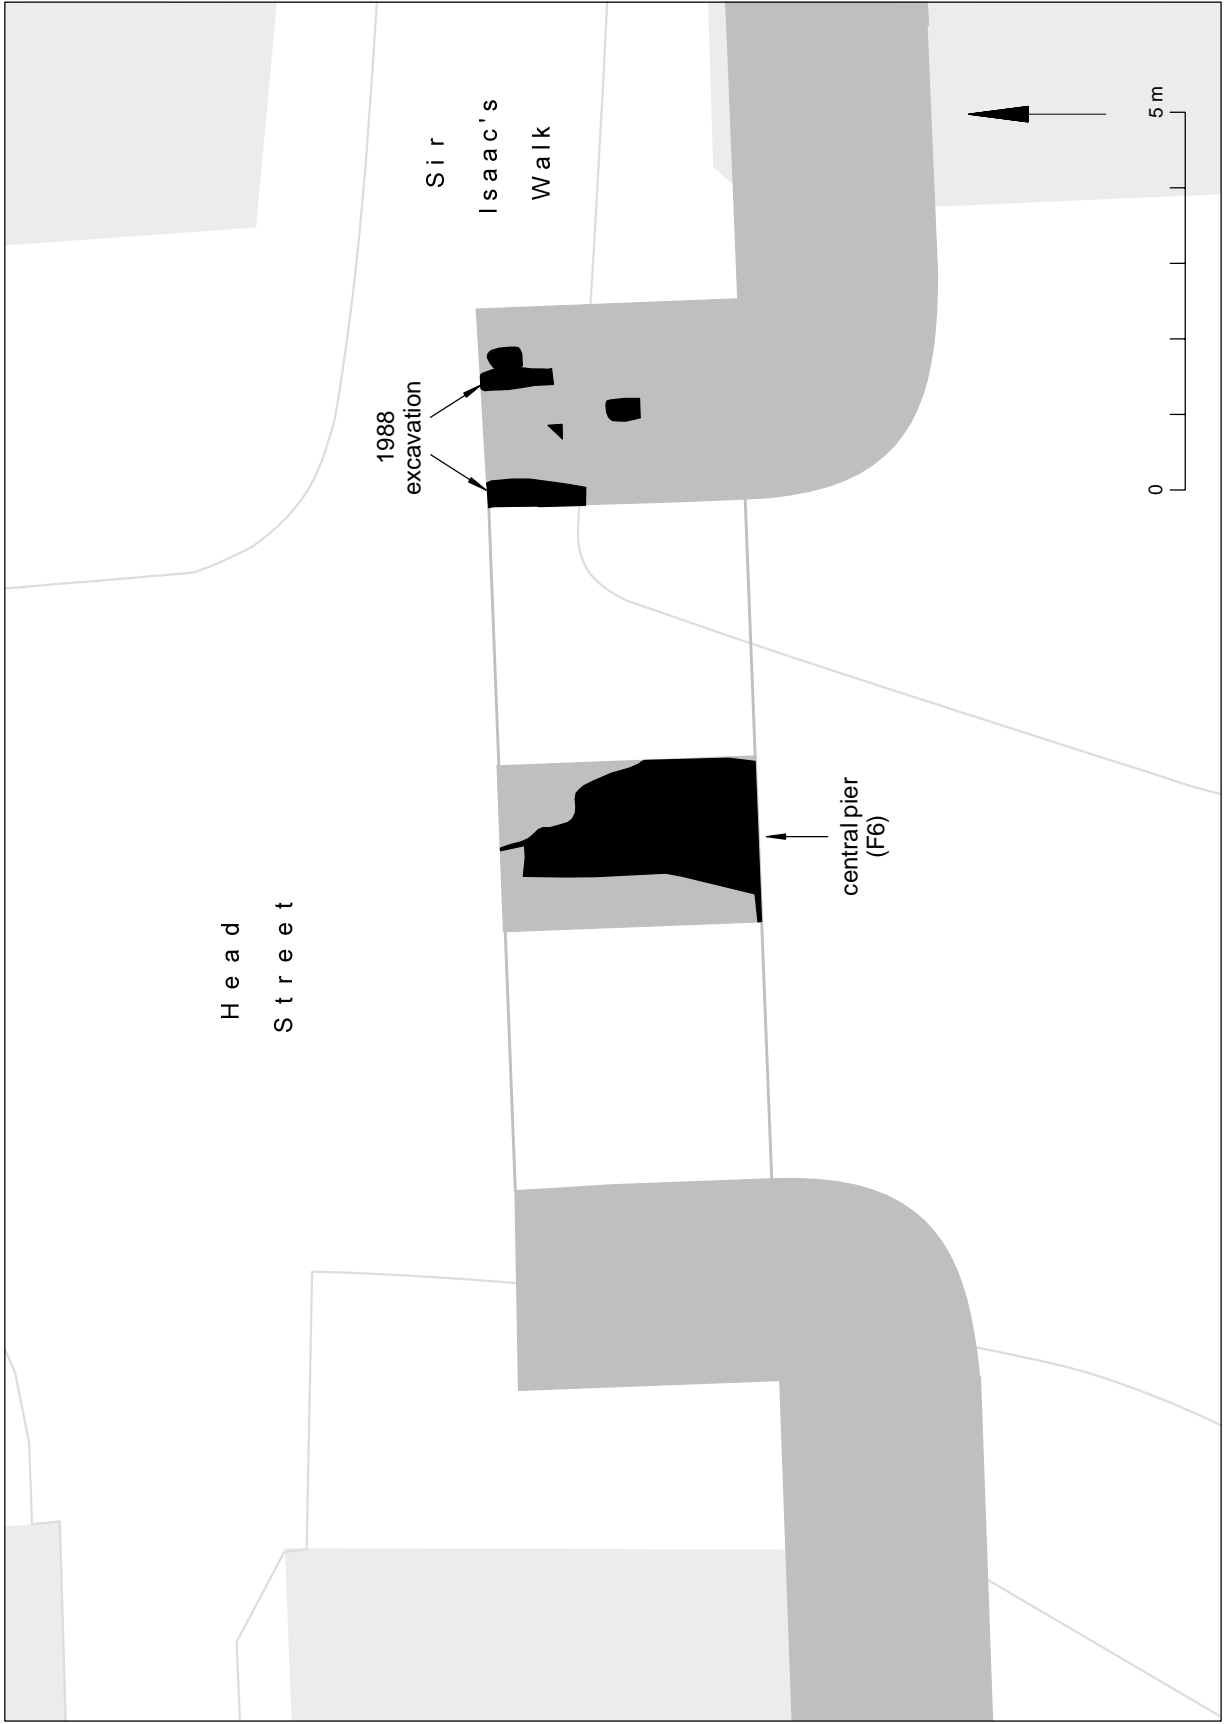 Head
Street
Sir
Isaac's
Walk
1988
excavation
central pier
(F6)
0
5 m